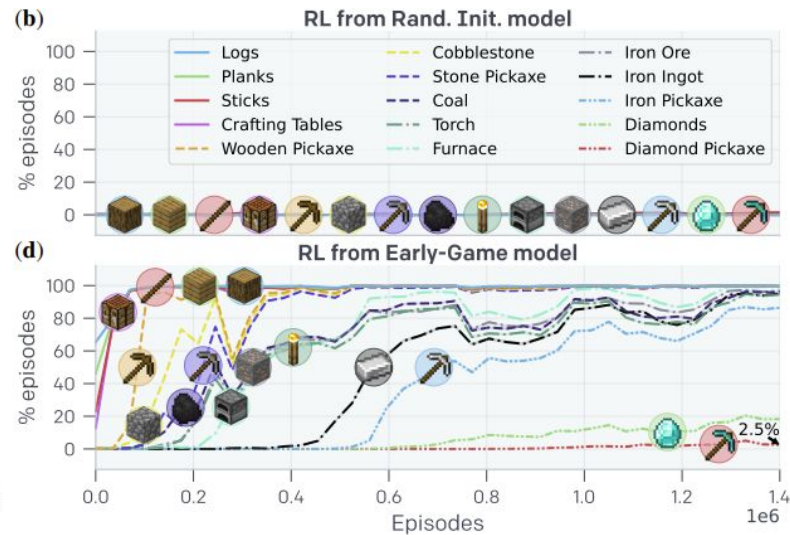 (b) RL from Rand. Init. model
% episodes
100
80
60
40
20
0
Logs
Planks
Sticks
Crafting Tables
Wooden Pickaxe
Cobblestone
Stone Pickaxe
Coal
Torch
Furnace
Iron Ore
Iron Ingot
Iron Pickaxe
Diamonds
Diamond Pickaxe
(d) RL from Early-Game model
% episodes
100
80
60
40
20
0
2.5%
0.0 0.2 0.4 0.6 0.8 1.0 1.2 1.4
1e6
Episodes